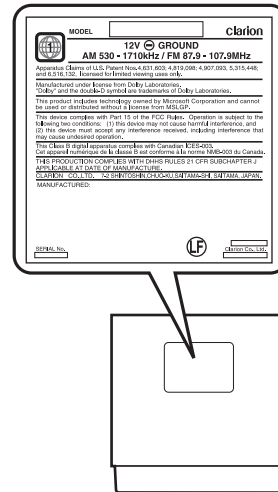 MODEL
Clarion
12V ⊖ GROUND
AM 530 - 1710kHz / FM 87.9 - 107.9MHz
Apparatus Claims of U.S. Patent Nos.4,631,603; 4,819,098; 4,907,093; 5,315,448;
and 6,516,132, licensed for limited viewing uses only.
Manufactured under license from Dolby Laboratories.
"Dolby" and the double-D symbol are trademarks of Dolby Laboratories.
This product includes technology owned by Microsoft Corporation and cannot
be used or distributed without a license from MSLGP.
This device complies with Part 15 of the FCC Rules. Operation is subject to the
following two conditions: (1) this device may not cause harmful interference, and
(2) this device must accept any interference received, including interference that
may cause undesired operation.
This Class B digital apparatus complies with Canadian ICES-003.
Cet appareil numérique de la classe B est conforme à la norme NMB-003 du Canada.
THIS PRODUCTION COMPLIES WITH DHHS RULES 21 CFR SUBCHAPTER J
APPLICABLE AT DATE OF MANUFACTURE.
CLARION CO.,LTD. 7-2 SHINTOSHIN,CHUO-KU,SAITAMA-SHI, SAITAMA, JAPAN.
MANUFACTURED:
SERIAL No.
LF
Clarion Co., Ltd.